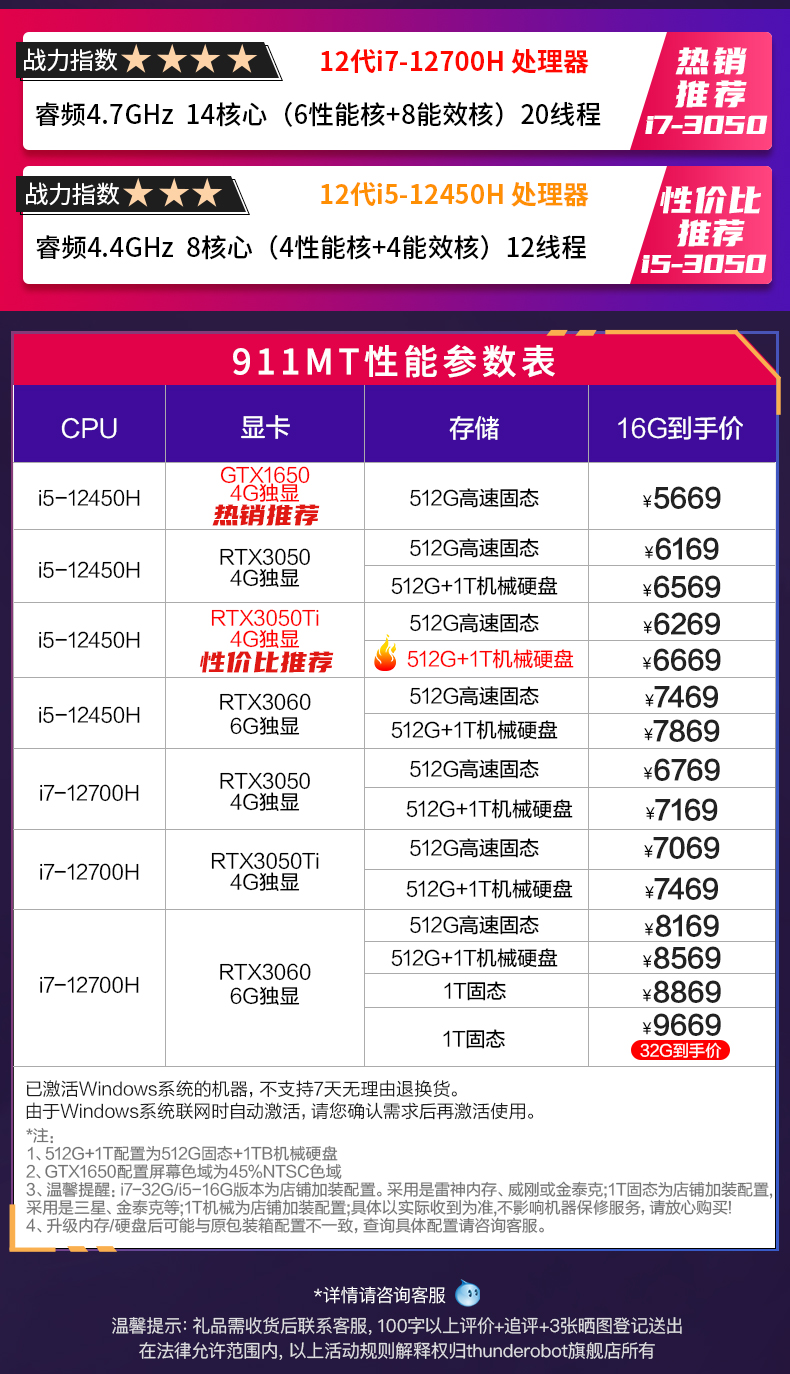 战力指数
12代i7-12700H 处理器
睿频4.7GHz 14核心（6性能核+8能效核）20线程
热销
推荐
i7-3050
战力指数
12代i5-12450H 处理器
睿频4.4GHz 8核心（4性能核+4能效核）12线程
性价比
推荐
i5-3050
911MT性能参数表
CPU 显卡 存储 16G到手价
i5-12450H
GTX1650
4G独显
热销推荐
512G高速固态 ¥5669
i5-12450H
RTX3050
4G独显
512G高速固态 ¥6169
512G+1T机械硬盘 ¥6569
i5-12450H
RTX3050Ti
4G独显
性价比推荐
512G高速固态 ¥6269
512G+1T机械硬盘 ¥6669
i5-12450H
RTX3060
6G独显
512G高速固态 ¥7469
512G+1T机械硬盘 ¥7869
i7-12700H
RTX3050
4G独显
512G高速固态 ¥6769
512G+1T机械硬盘 ¥7169
i7-12700H
RTX3050Ti
4G独显
512G高速固态 ¥7069
512G+1T机械硬盘 ¥7469
i7-12700H
RTX3060
6G独显
512G高速固态 ¥8169
512G+1T机械硬盘 ¥8569
1T固态 ¥8869
1T固态 ¥9669
32G到手价
已激活Windows系统的机器，不支持7天无理由退换货。
由于Windows系统联网时自动激活，请您确认需求后再激活使用。
*注：
1、512G+1T配置为512G固态+1TB机械硬盘
2、GTX1650配置屏幕色域为45%NTSC色域
3、温馨提醒：i7-32G/i5-16G版本为店铺加装配置。采用是雷神内存、威刚或金泰克;1T固态为店铺加装配置,
采用是三星、金泰克等;1T机械为店铺加装配置;具体以实际收到为准,不影响机器保修服务，请放心购买!
4、升级内存/硬盘后可能与原包装箱配置不一致，查询具体配置请咨询客服。
*详情请咨询客服
温馨提示：礼品需收货后联系客服，100字以上评价+追评+3张晒图登记送出
在法律允许范围内，以上活动规则解释权归thunderobot旗舰店所有